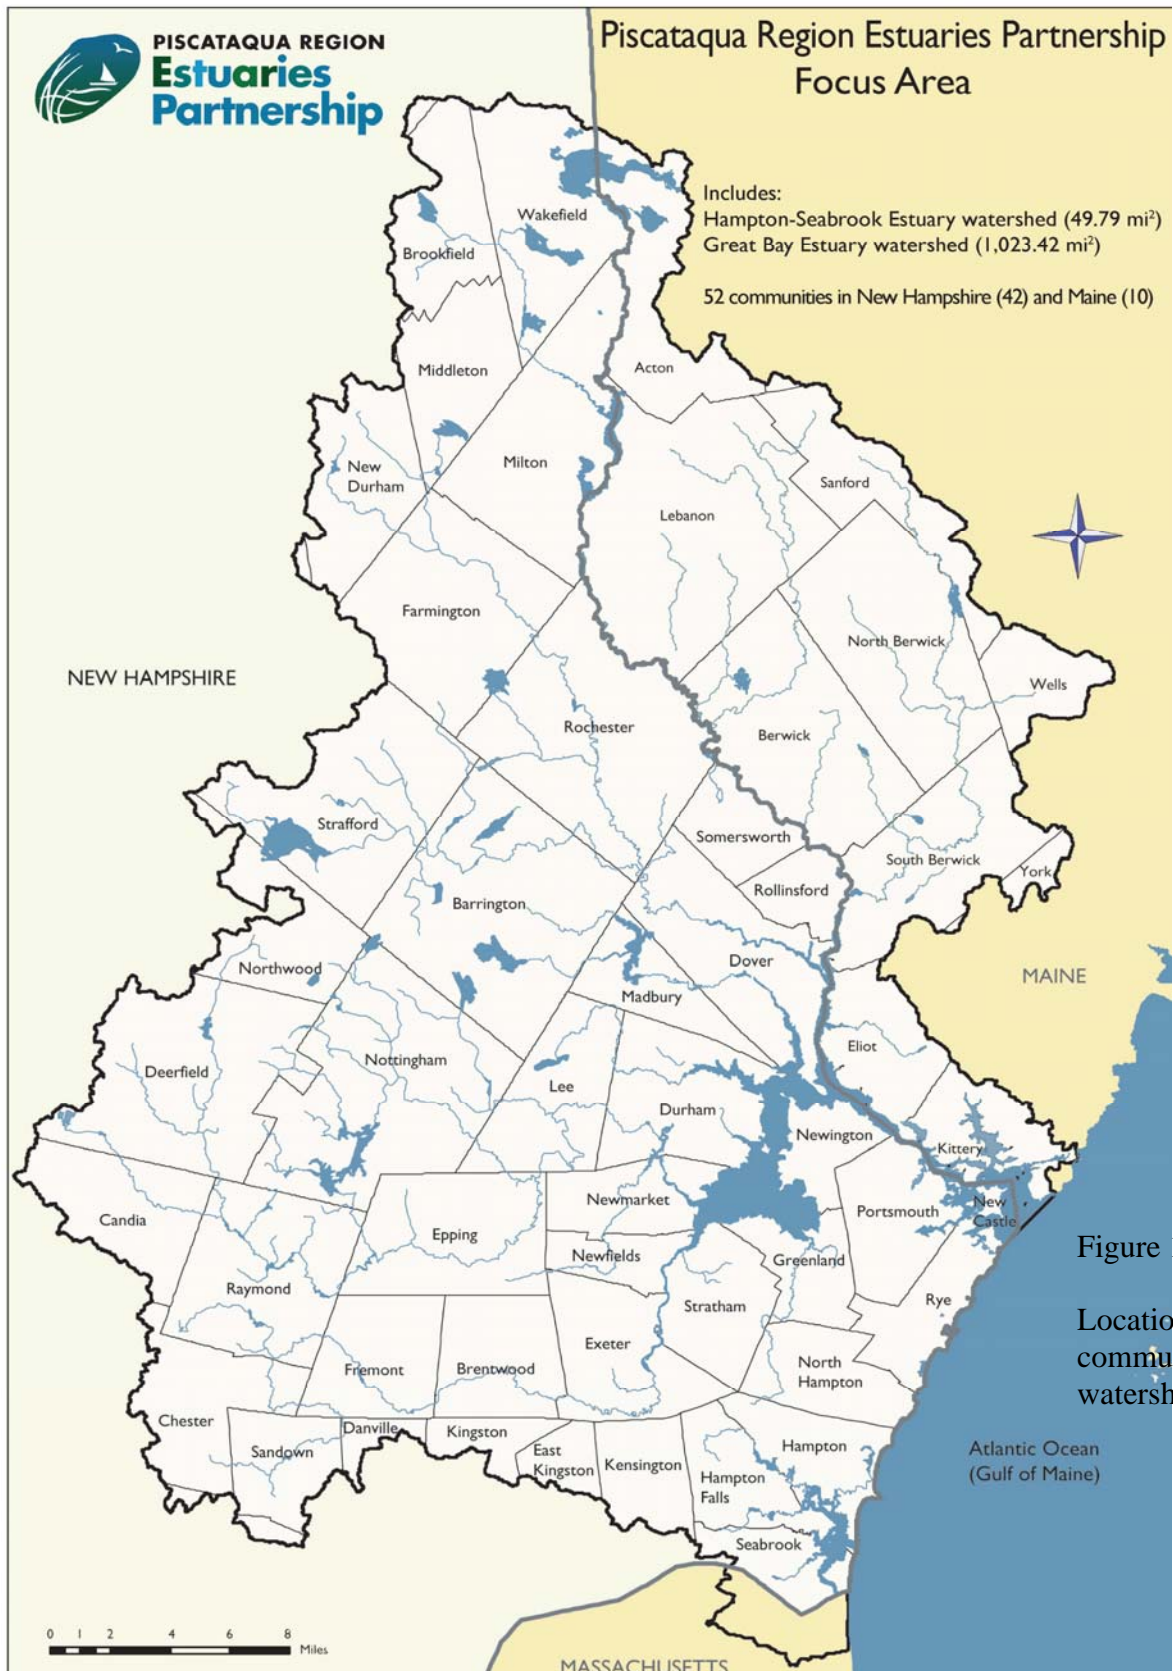 PISCATAQUA REGION
Estuaries
Partnership
Piscataqua Region Estuaries Partnership
Focus Area
Includes:
Hampton-Seabrook Estuary watershed (49.79 mi²)
Great Bay Estuary watershed (1,023.42 mi²)
52 communities in New Hampshire (42) and Maine (10)
Wakefield
Brookfield
Middleton
Acton
New
Durham
Milton
Sanford
Lebanon
Farmington
North Berwick
NEW HAMPSHIRE
Wells
Rochester
Berwick
Strafford
Somersworth
South Berwick
York
Rollinsford
Barrington
Northwood
Dover
MAINE
Madbury
Deerfield
Nottingham
Lee
Eliot
Durham
Newington
Kittery
Candia
Newmarket
Portsmouth
New
Castle
Epping
Newfields
Greenland
Figure
Raymond
Stratham
Rye
Exeter
Fremont
Brentwood
North
Hampton
Locatio
commu
watersh
Chester
Danville
Kingston
Sandown
East
Kingston
Kensington
Hampton
Hampton
Falls
Atlantic Ocean
(Gulf of Maine)
Seabrook
0 1 2 4 6 8
Miles
MASSACHUSETTS